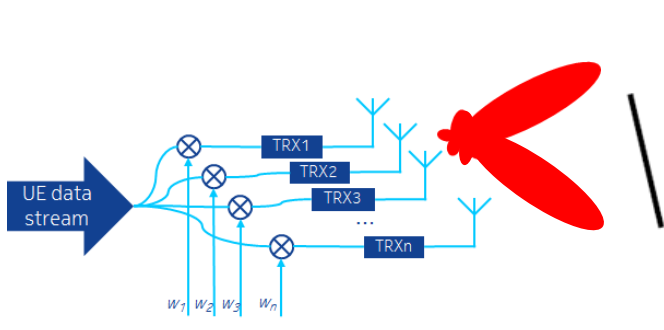 TRX1
TRX2
UE data
stream
TRX3
...
TRXn
w1 w2 w3 wn